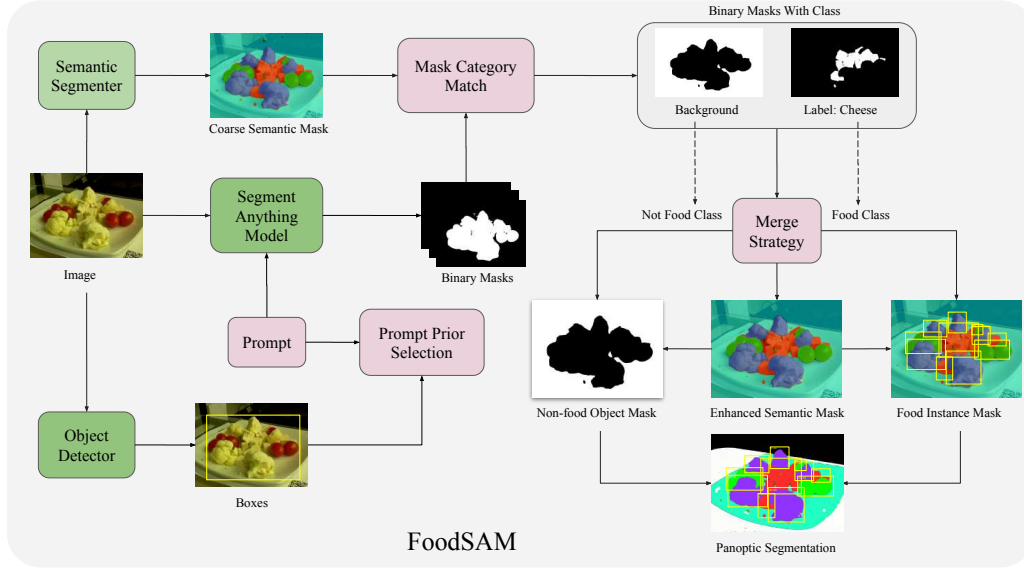 Binary Masks With Class
Semantic
Segmenter
Mask Category
Match
Background
Label: Cheese
Coarse Semantic Mask
Segment
Anything
Model
Not Food Class
Food Class
Merge
Strategy
Image
Binary Masks
Prompt
Prompt Prior
Selection
Non-food Object Mask
Enhanced Semantic Mask
Food Instance Mask
Object
Detector
Boxes
Panoptic Segmentation
FoodSAM